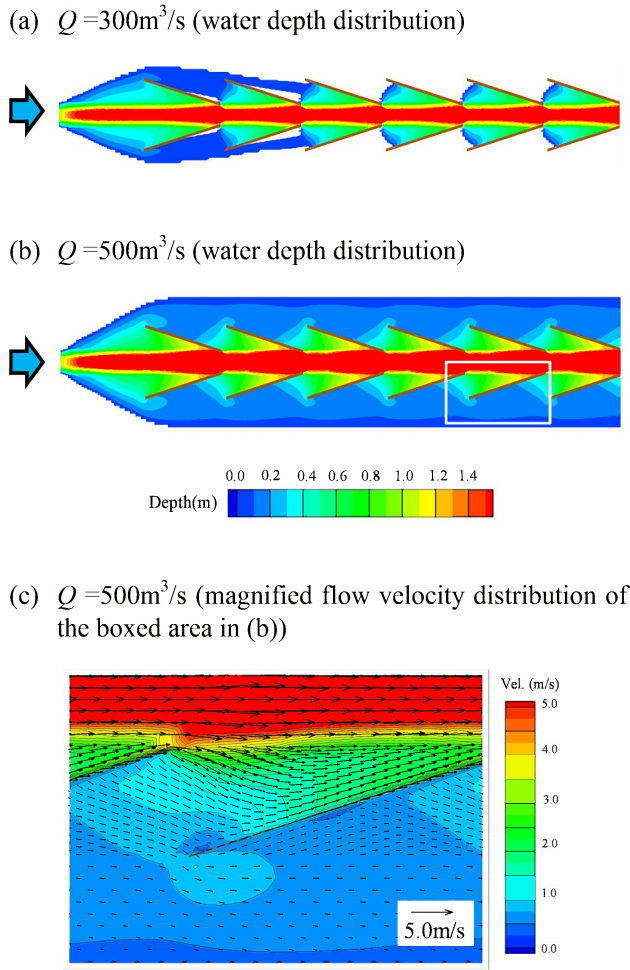 (a) Q =300m³/s (water depth distribution)
(b) Q =500m³/s (water depth distribution)
0.0 0.2 0.4 0.6 0.8 1.0 1.2 1.4
Depth(m)
(c) Q =500m³/s (magnified flow velocity distribution of
the boxed area in (b))
Vel. (m/s)
5.0
4.0
3.0
2.0
1.0
0.0
5.0m/s